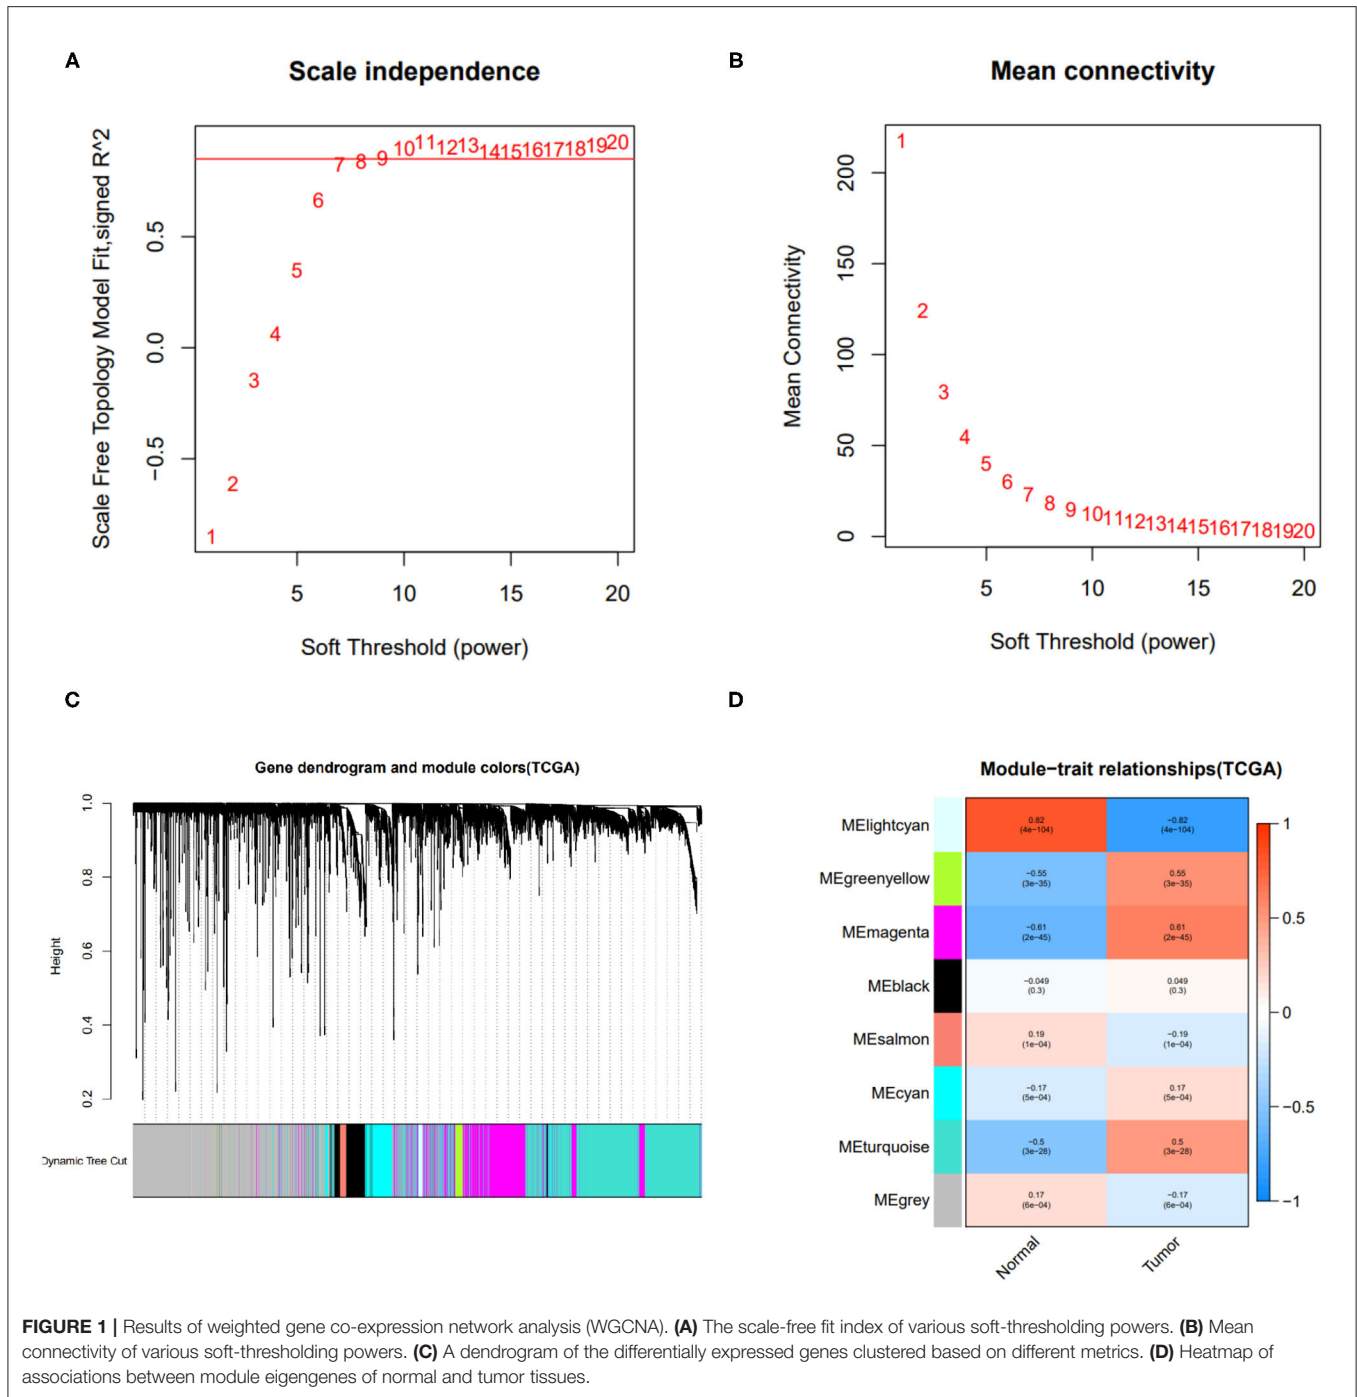 A
Scale independence
Scale Free Topology Model Fit,signed R^2
0.5
0.0
−0.5
1
2
3
4
5
6
7
8
9
10
11
12
13
14
15
16
17
18
19
20
5
10
15
20
Soft Threshold (power)
B
Mean connectivity
Mean Connectivity
200
150
100
50
0
1
2
3
4
5
6
7
8
9
10
11
12
13
14
15
16
17
18
19
20
5
10
15
20
Soft Threshold (power)
C
Gene dendrogram and module colors(TCGA)
Height
1.0
0.8
0.6
0.4
0.2
Dynamic Tree Cut
D
Module−trait relationships(TCGA)
MElightcyan
0.82
(4e−104)
−0.82
(4e−104)
MEgreenyellow
−0.55
(3e−35)
0.55
(3e−35)
MEmagenta
−0.61
(2e−45)
0.61
(2e−45)
MEblack
−0.049
(0.3)
0.049
(0.3)
MEsalmon
0.19
(1e−04)
−0.19
(1e−04)
MEcyan
−0.17
(5e−04)
0.17
(5e−04)
MEturquoise
−0.5
(3e−28)
0.5
(3e−28)
MEgrey
0.17
(6e−04)
−0.17
(6e−04)
Normal
Tumor
1
0.5
0
−0.5
−1
FIGURE 1 | Results of weighted gene co-expression network analysis (WGCNA). (A) The scale-free fit index of various soft-thresholding powers. (B) Mean
connectivity of various soft-thresholding powers. (C) A dendrogram of the differentially expressed genes clustered based on different metrics. (D) Heatmap of
associations between module eigengenes of normal and tumor tissues.